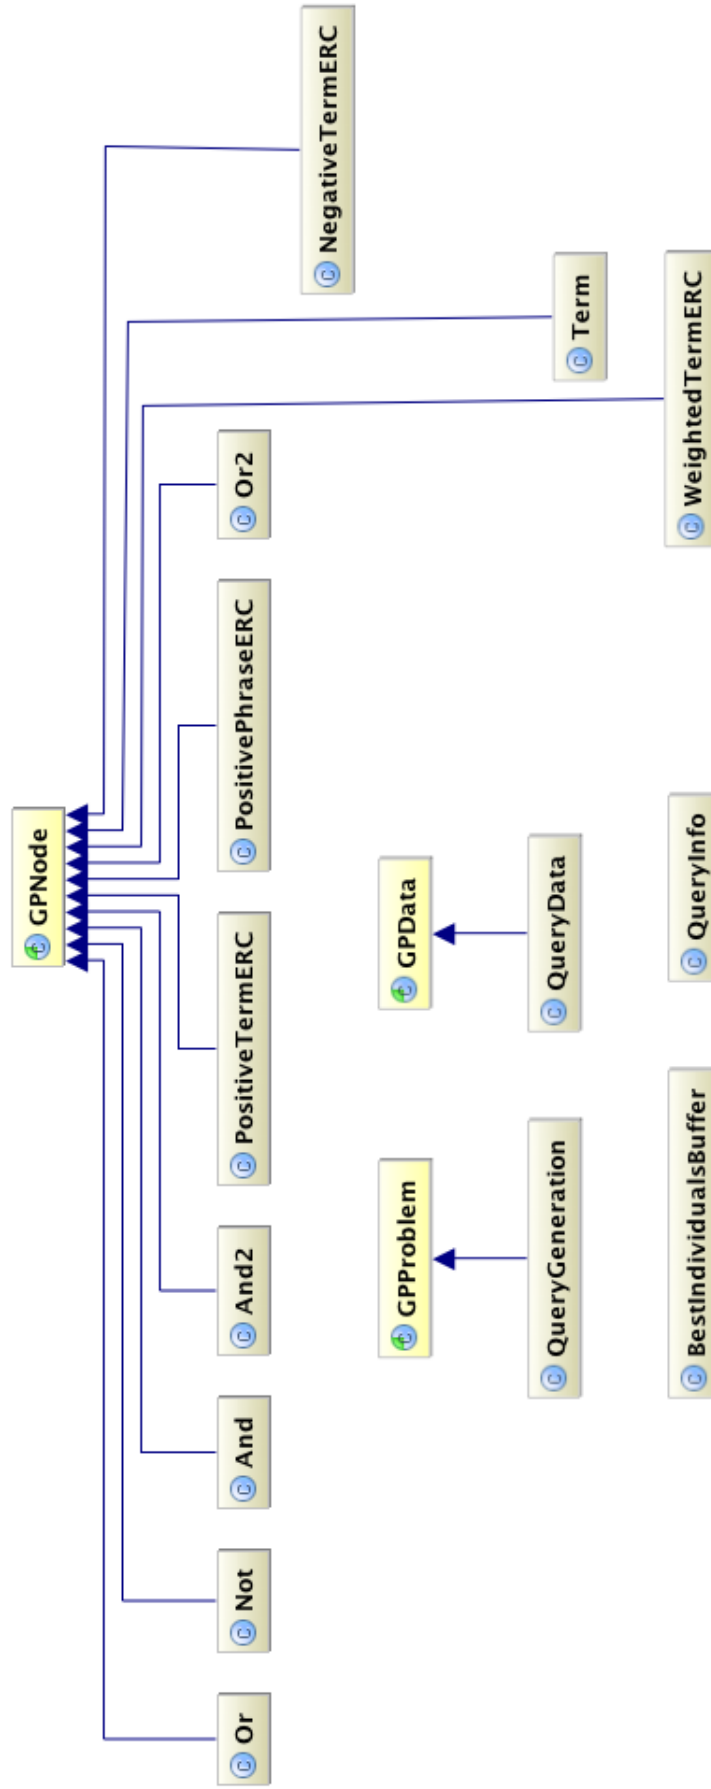 GPNode
Or
Not
And
And2
PositiveTermERC
PositivePhraseERC
Or2
NegativeTermERC
GPProblem
GPData
QueryGeneration
QueryData
Term
BestIndividualsBuffer
QueryInfo
WeightedTermERC